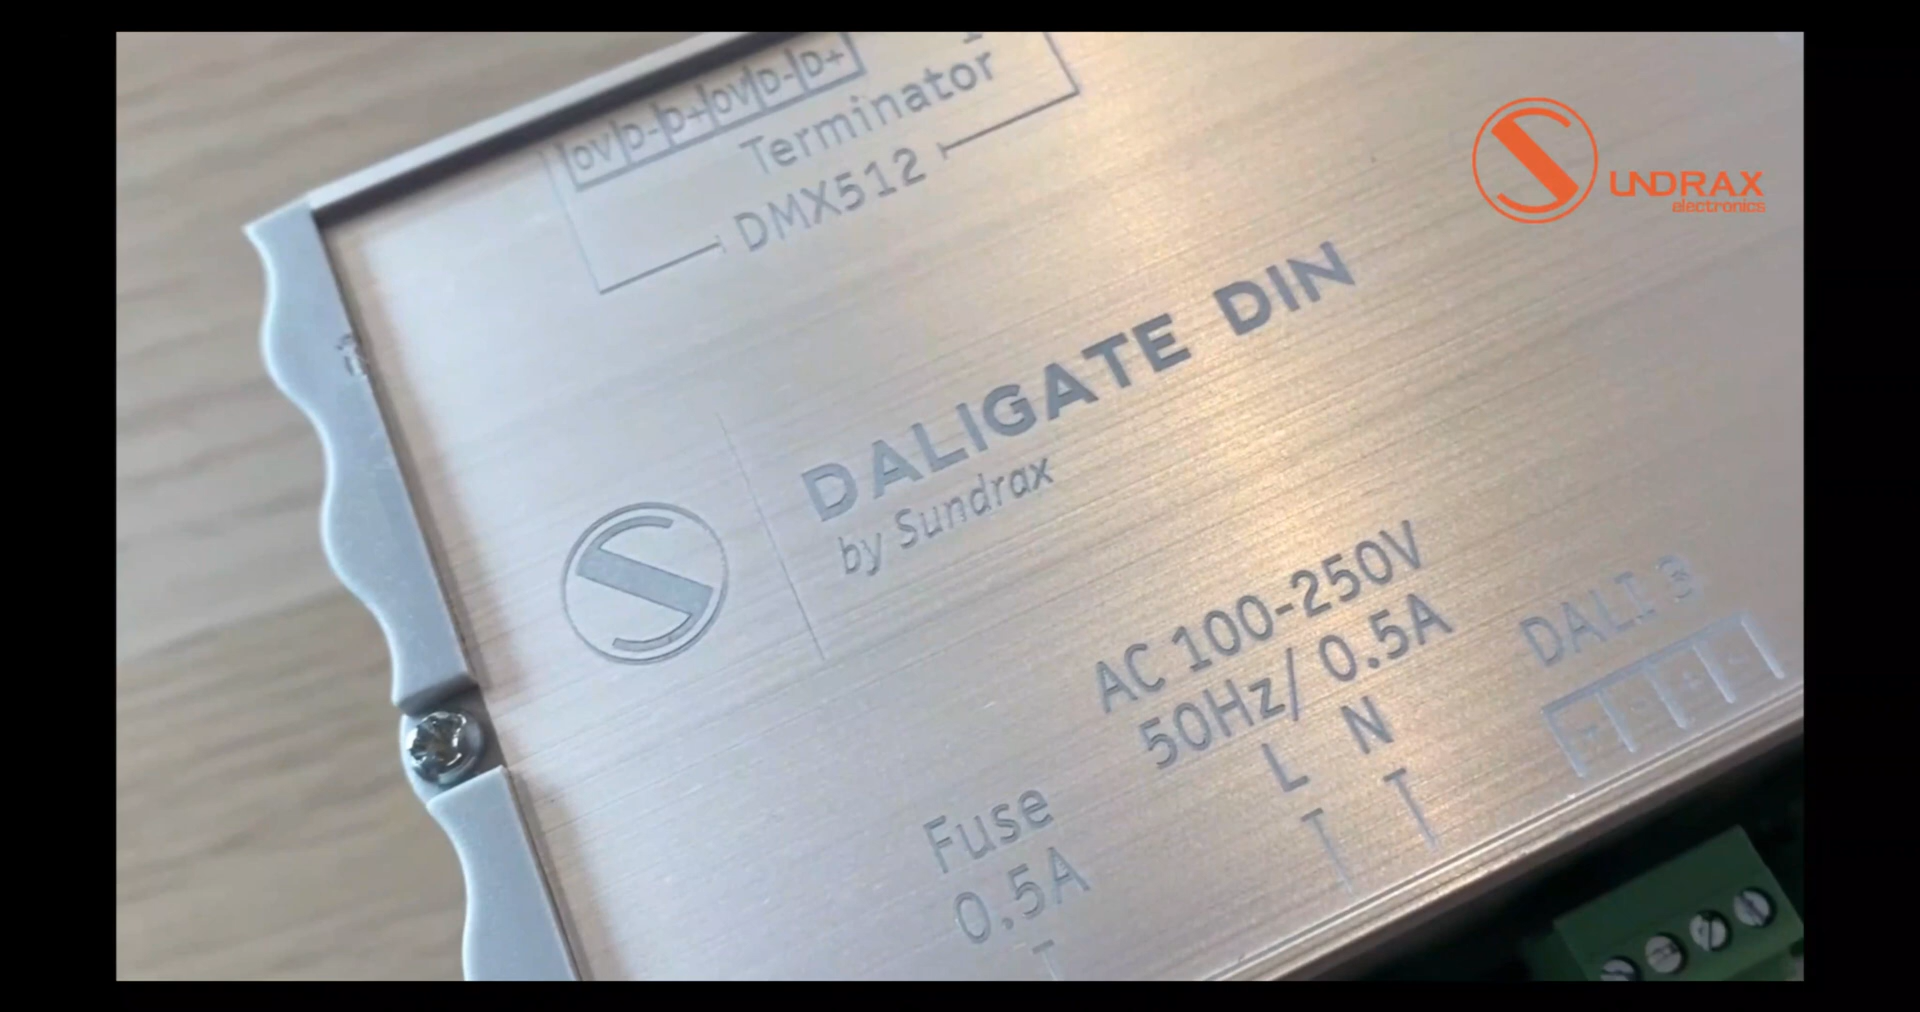 0V D- D+ 0V D- D+
Terminator
DMX512
SUNDRAX
electronics
DALIGATE DIN
by Sundrax
AC 100-250V
50Hz/ 0.5A
L N
DALI 3
Fuse
0.5A